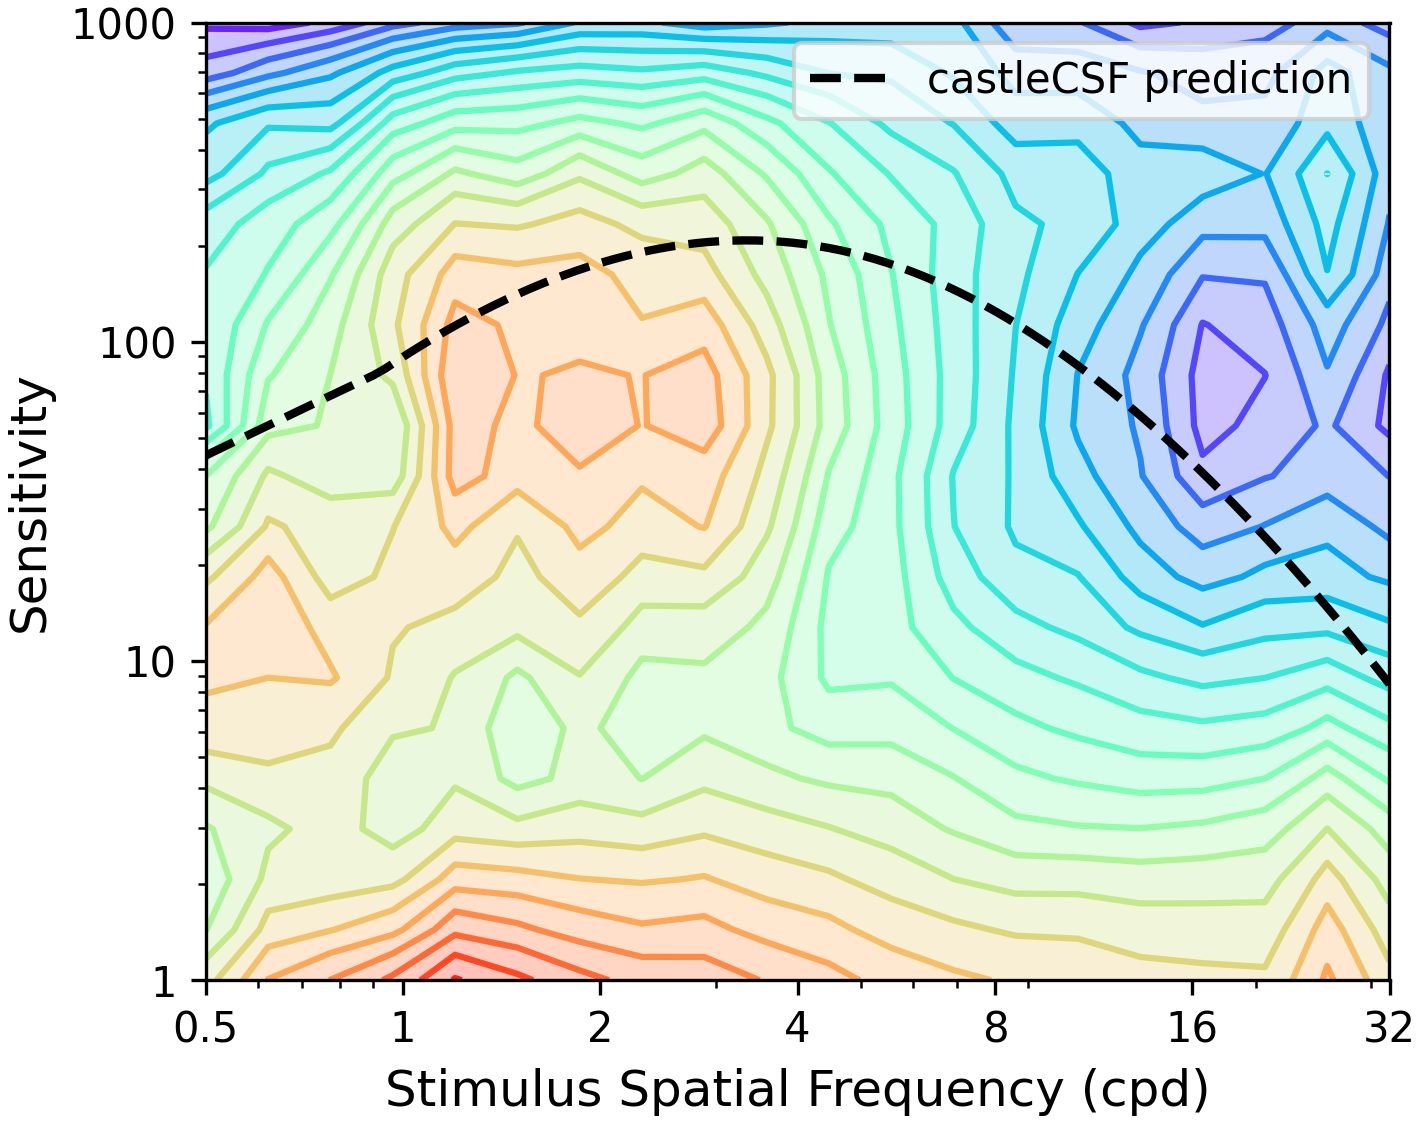 1000
castleCSF prediction
100
10
1
Sensitivity
0.5 1 2 4 8 16 32
Stimulus Spatial Frequency (cpd)